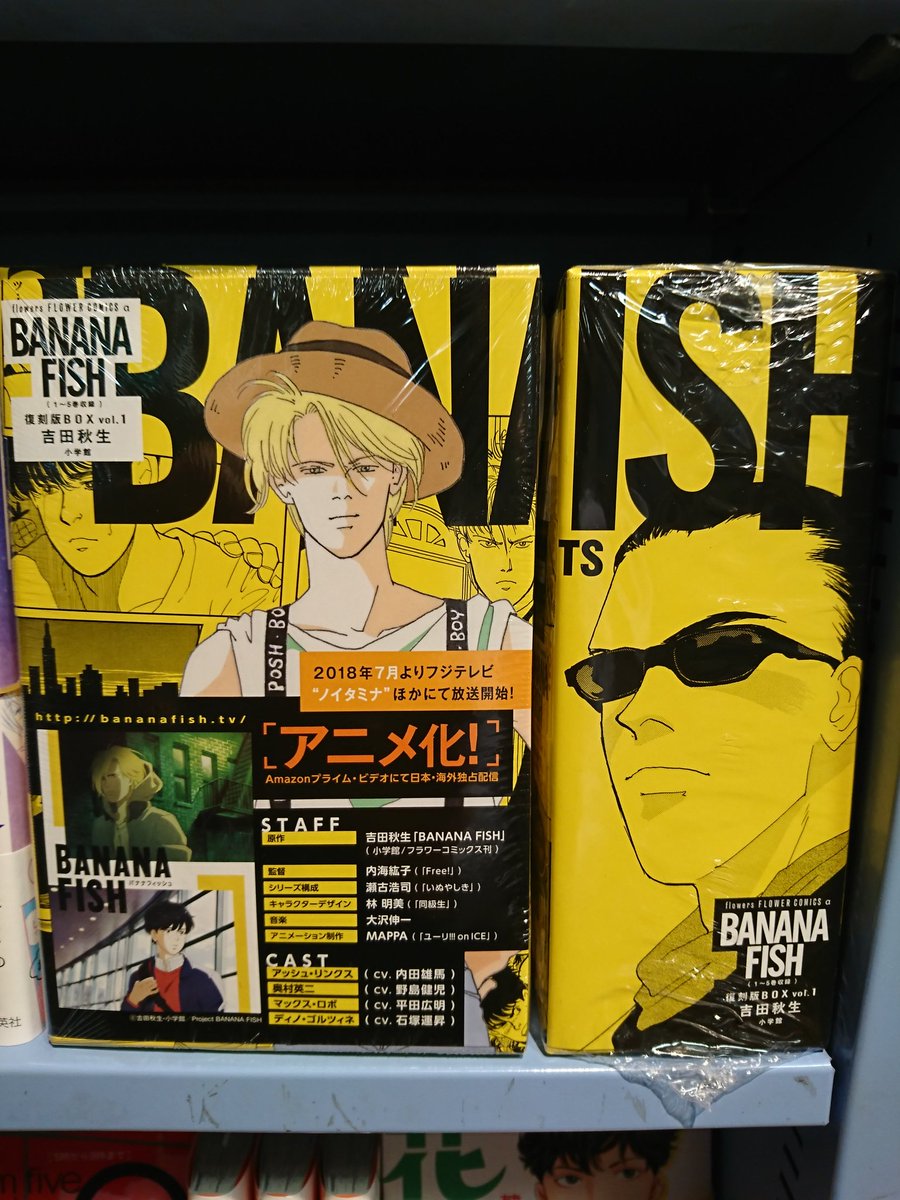 BANA
flowers FLOWER COMICS α
BANANA
FISH
(1〜5巻収録)
復刻版BOX vol.1
吉田秋生
小学館
POSH・BO
・BOY
2018年7月よりフジテレビ
“ノイタミナ”ほかにて放送開始!
http://bananafish.tv/
[アニメ化!]
Amazonプライム・ビデオにて日本・海外独占配信
STAFF
原作 吉田秋生「BANANA FISH」
(小学館/フラワーコミックス刊)
監督 内海紘子(「Free!」)
シリーズ構成 瀬古浩司(「いぬやしき」)
キャラクターデザイン 林 明美(「同級生」)
音楽 大沢伸一
アニメーション制作 MAPPA(「ユーリ!!! on ICE」)
CAST
アッシュ・リンクス (cv. 内田雄馬)
奥村英二 (cv. 野島健児)
マックス・ロボ (cv. 平田広明)
ディノ・ゴルツィネ (cv. 石塚運昇)
BANANA
FISH
バナナフィッシュ
©吉田秋生・小学館/Project BANANA FISH
ISH
TS
flowers FLOWER COMICS α
BANANA
FISH
(1〜5巻収録)
復刻版BOX vol.1
吉田秋生
小学館
英社
five
花